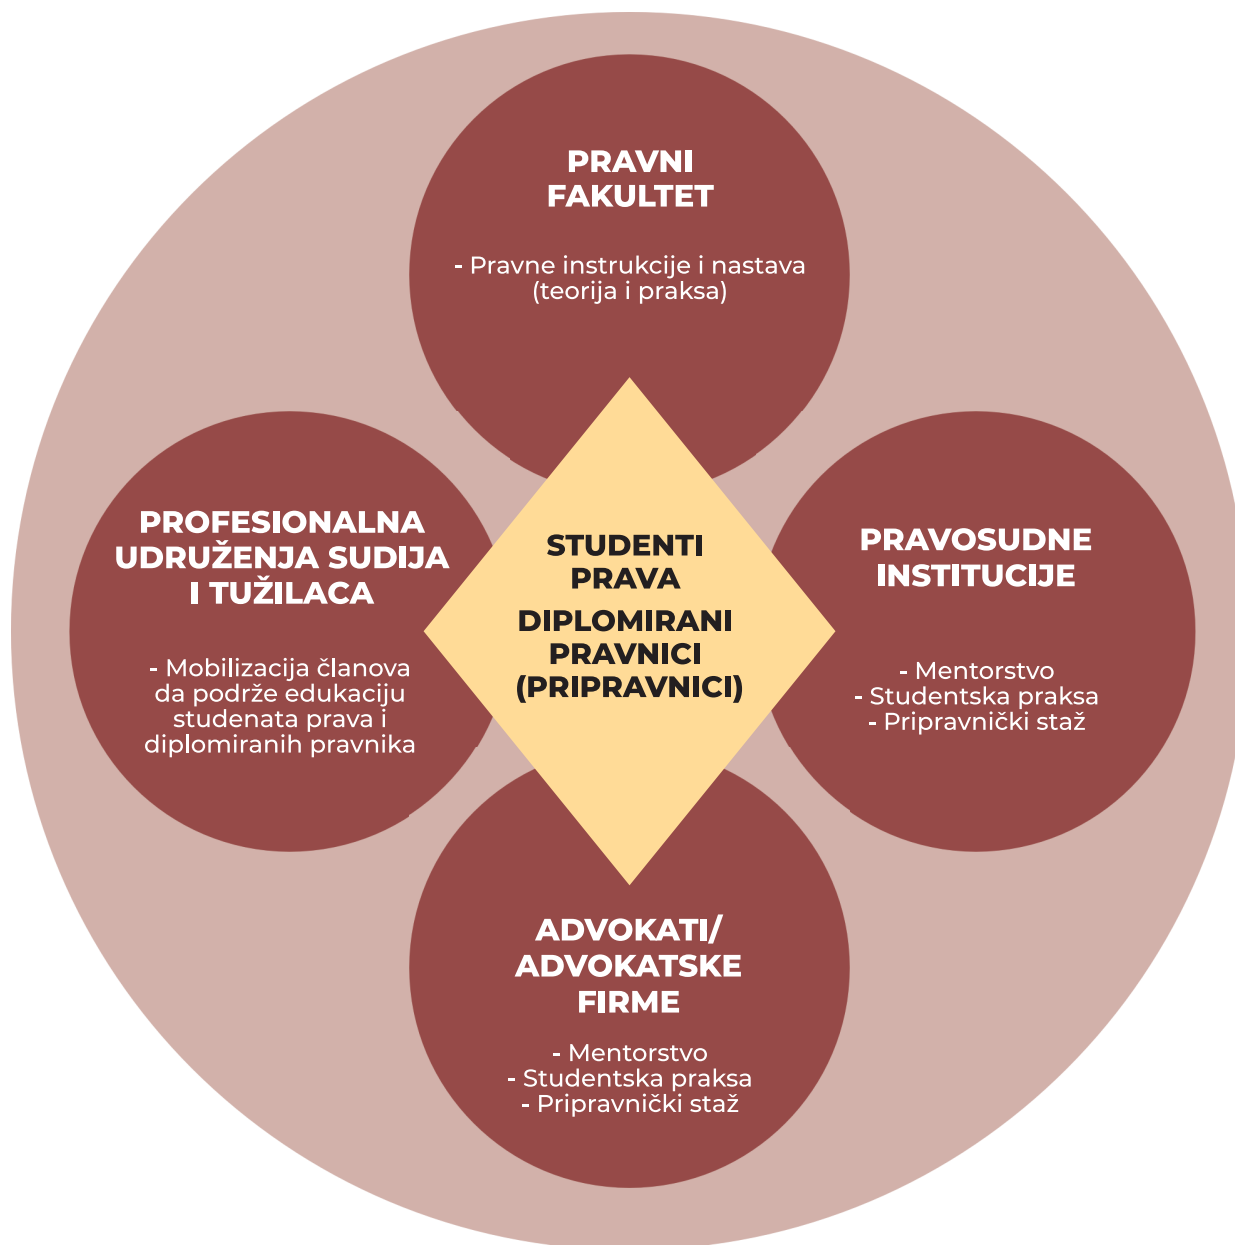 PRAVNI
FAKULTET
- Pravne instrukcije i nastava
(teorija i praksa)
PROFESIONALNA
UDRUŽENJA SUDIJA
I TUŽILACA
- Mobilizacija članova
da podrže edukaciju
studenata prava i
diplomiranih pravnika
STUDENTI
PRAVA
DIPLOMIRANI
PRAVNICI
(PRIPRAVNICI)
PRAVOSUDNE
INSTITUCIJE
- Mentorstvo
- Studentska praksa
- Pripravnički staž
ADVOKATI/
ADVOKATSKE
FIRME
- Mentorstvo
- Studentska praksa
- Pripravnički staž